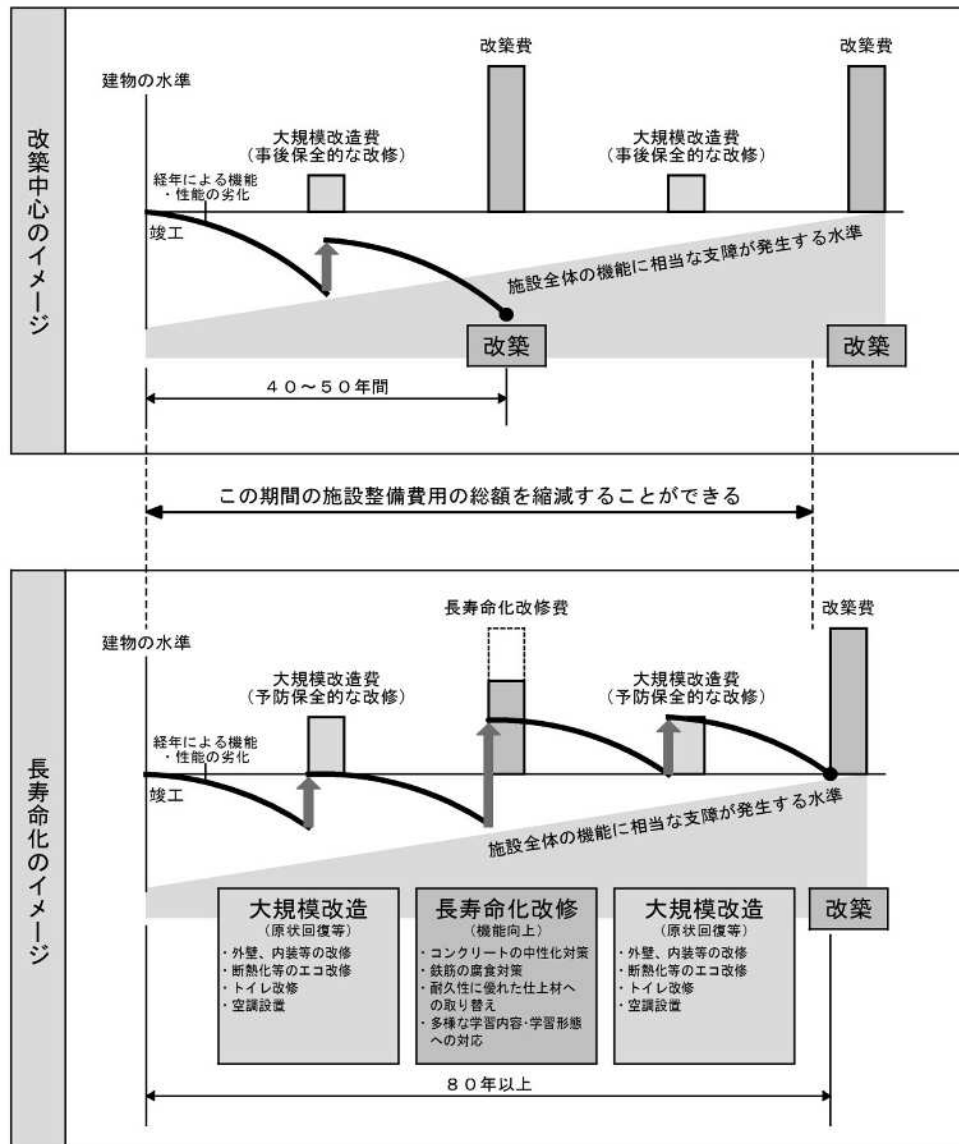 改築中心のイメージ
改築費
改築費
建物の水準
大規模改造費
（事後保全的な改修）
大規模改造費
（事後保全的な改修）
経年による機能
・性能の劣化
竣工
施設全体の機能に相当な支障が発生する水準
改築
改築
４０～５０年間
この期間の施設整備費用の総額を縮減することができる
長寿命化のイメージ
長寿命化改修費
改築費
建物の水準
大規模改造費
（予防保全的な改修）
大規模改造費
（予防保全的な改修）
経年による機能
・性能の劣化
竣工
施設全体の機能に相当な支障が発生する水準
大規模改造
（原状回復等）
・外壁、内装等の改修
・断熱化等のエコ改修
・トイレ改修
・空調設置
長寿命化改修
（機能向上）
・コンクリートの中性化対策
・鉄筋の腐食対策
・耐久性に優れた仕上材へ
の取り替え
・多様な学習内容・学習形態
への対応
大規模改造
（原状回復等）
・外壁、内装等の改修
・断熱化等のエコ改修
・トイレ改修
・空調設置
改築
８０年以上